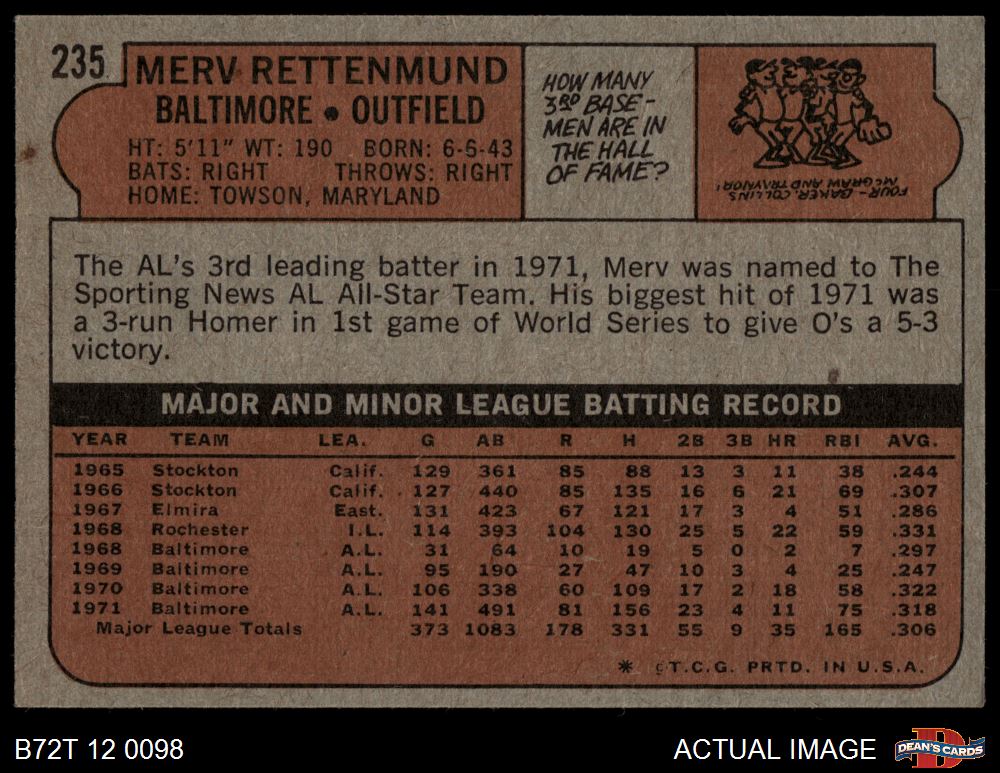 235
MERV RETTENMUND
BALTIMORE • OUTFIELD
HT: 5'11" WT: 190 BORN: 6-6-43
BATS: RIGHT THROWS: RIGHT
HOME: TOWSON, MARYLAND
HOW MANY
3RD BASE-
MEN ARE IN
THE HALL
OF FAME?
FOUR - BAKER, COLLINS
McGRAW AND TRAYNOR!
The AL's 3rd leading batter in 1971, Merv was named to The
Sporting News AL All-Star Team. His biggest hit of 1971 was
a 3-run Homer in 1st game of World Series to give O's a 5-3
victory.
MAJOR AND MINOR LEAGUE BATTING RECORD
YEAR TEAM LEA. G AB R H 2B 3B HR RBI AVG.
1965 Stockton Calif. 129 361 85 88 13 3 11 38 .244
1966 Stockton Calif. 127 440 85 135 16 6 21 69 .307
1967 Elmira East. 131 423 67 121 17 3 4 51 .286
1968 Rochester I.L. 114 393 104 130 25 5 22 59 .331
1968 Baltimore A.L. 31 64 10 19 5 0 2 7 .297
1969 Baltimore A.L. 95 190 27 47 10 3 4 25 .247
1970 Baltimore A.L. 106 338 60 109 17 2 18 58 .322
1971 Baltimore A.L. 141 491 81 156 23 4 11 75 .318
Major League Totals 373 1083 178 331 55 9 35 165 .306
* © T.C.G. PRTD. IN U.S.A.
B72T 12 0098
ACTUAL IMAGE
D
DEAN'S CARDS